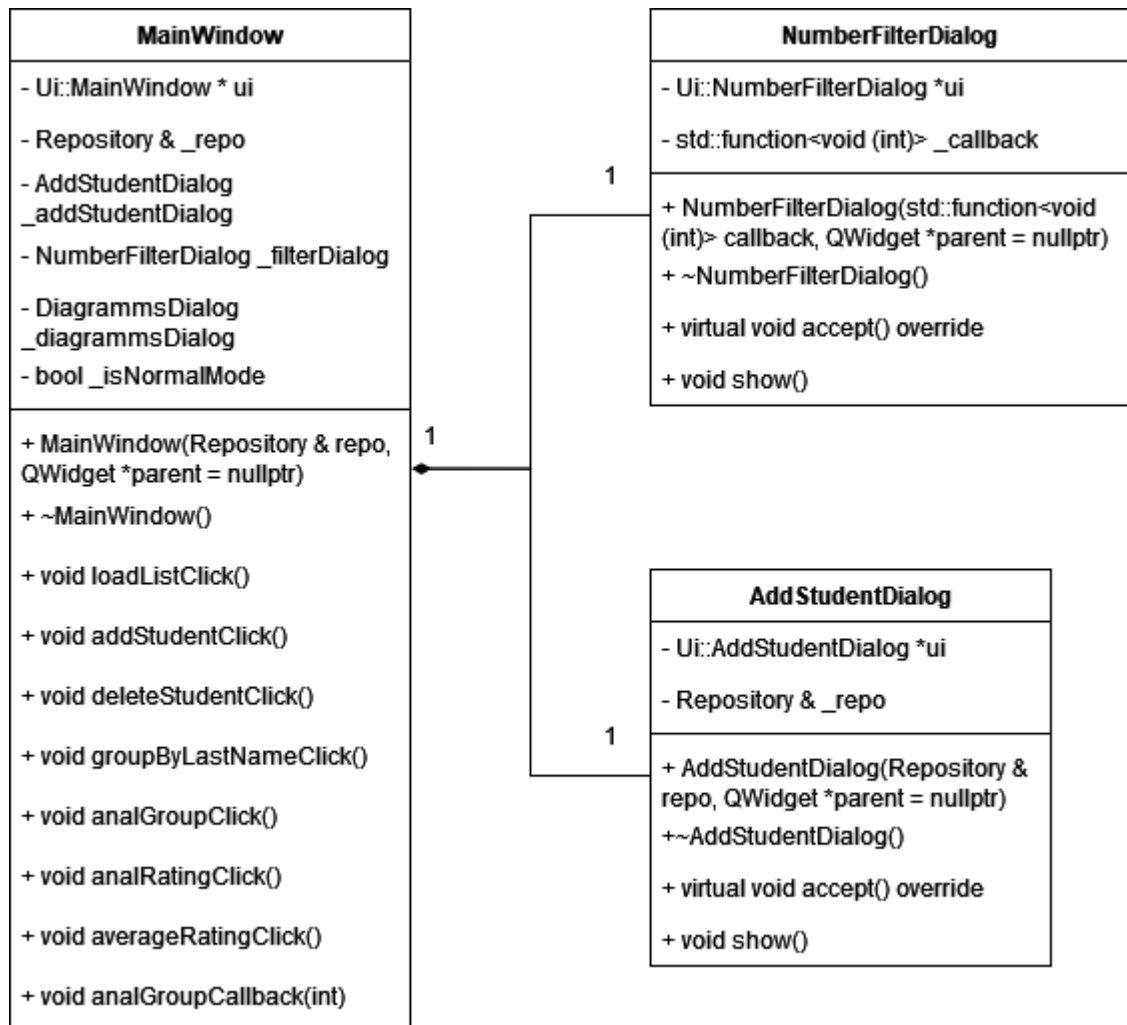 MainWindow
- Ui::MainWindow * ui
- Repository & _repo
- AddStudentDialog
_addStudentDialog
- NumberFilterDialog _filterDialog
- DiagrammsDialog
_diagrammsDialog
- bool _isNormalMode
+ MainWindow(Repository & repo,
QWidget *parent = nullptr)
+ ~MainWindow()
+ void loadListClick()
+ void addStudentClick()
+ void deleteStudentClick()
+ void groupByLastNameClick()
+ void analGroupClick()
+ void analRatingClick()
+ void averageRatingClick()
+ void analGroupCallback(int)
1
1
NumberFilterDialog
- Ui::NumberFilterDialog *ui
- std::function<void (int)> _callback
+ NumberFilterDialog(std::function<void
(int)> callback, QWidget *parent = nullptr)
+ ~NumberFilterDialog()
+ virtual void accept() override
+ void show()
1
AddStudentDialog
- Ui::AddStudentDialog *ui
- Repository & _repo
+ AddStudentDialog(Repository &
repo, QWidget *parent = nullptr)
+~AddStudentDialog()
+ virtual void accept() override
+ void show()